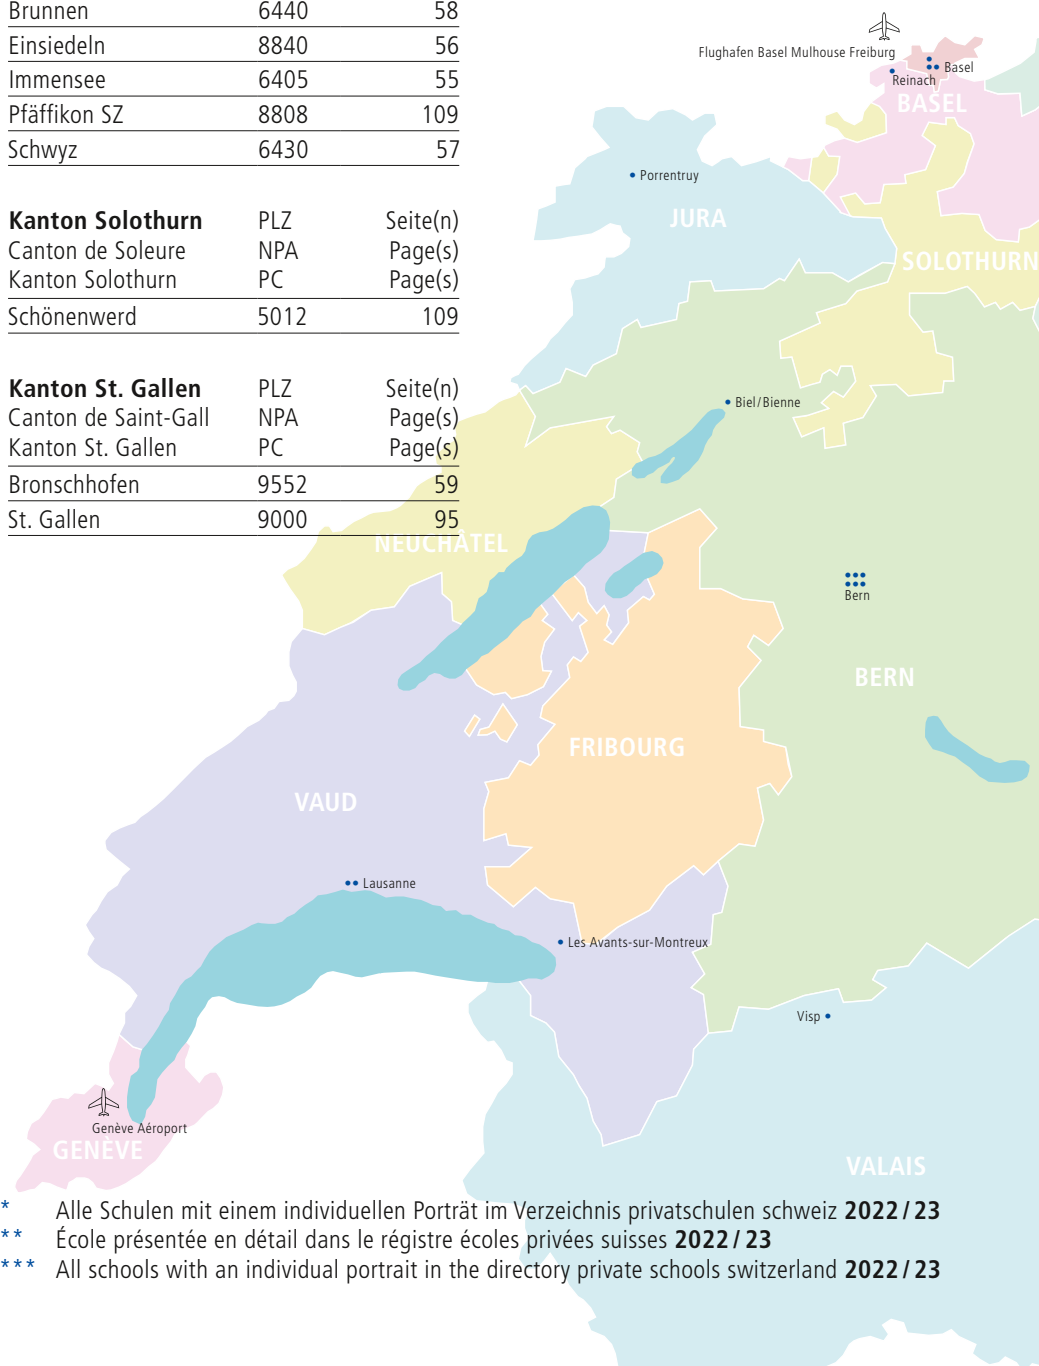 Brunnen 6440 58
Einsiedeln 8840 56
Immensee 6405 55
Pfäffikon SZ 8808 109
Schwyz 6430 57
Kanton Solothurn PLZ Seite(n)
Canton de Soleure NPA Page(s)
Kanton Solothurn PC Page(s)
Schönenwerd 5012 109
Kanton St. Gallen PLZ Seite(n)
Canton de Saint-Gall NPA Page(s)
Kanton St. Gallen PC Page(s)
Bronschhofen 9552 59
St. Gallen 9000 95
Flughafen Basel Mulhouse Freiburg
Basel
Reinach
BASEL
Porrentruy
JURA
SOLOTHURN
Biel/Bienne
NEUCHÂTEL
Bern
BERN
FRIBOURG
VAUD
Lausanne
Les Avants-sur-Montreux
Visp
Genève Aéroport
GENÈVE
VALAIS
* Alle Schulen mit einem individuellen Porträt im Verzeichnis privatschulen schweiz 2022/23
** École présentée en détail dans le régistre écoles privées suisses 2022/23
*** All schools with an individual portrait in the directory private schools switzerland 2022/23